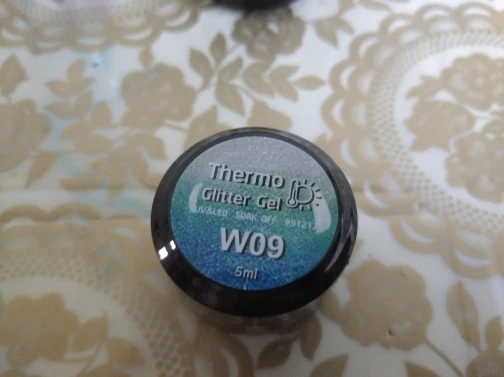 Thermo
Glitter Gel
UV&LED SOAK OFF
W09
5ml